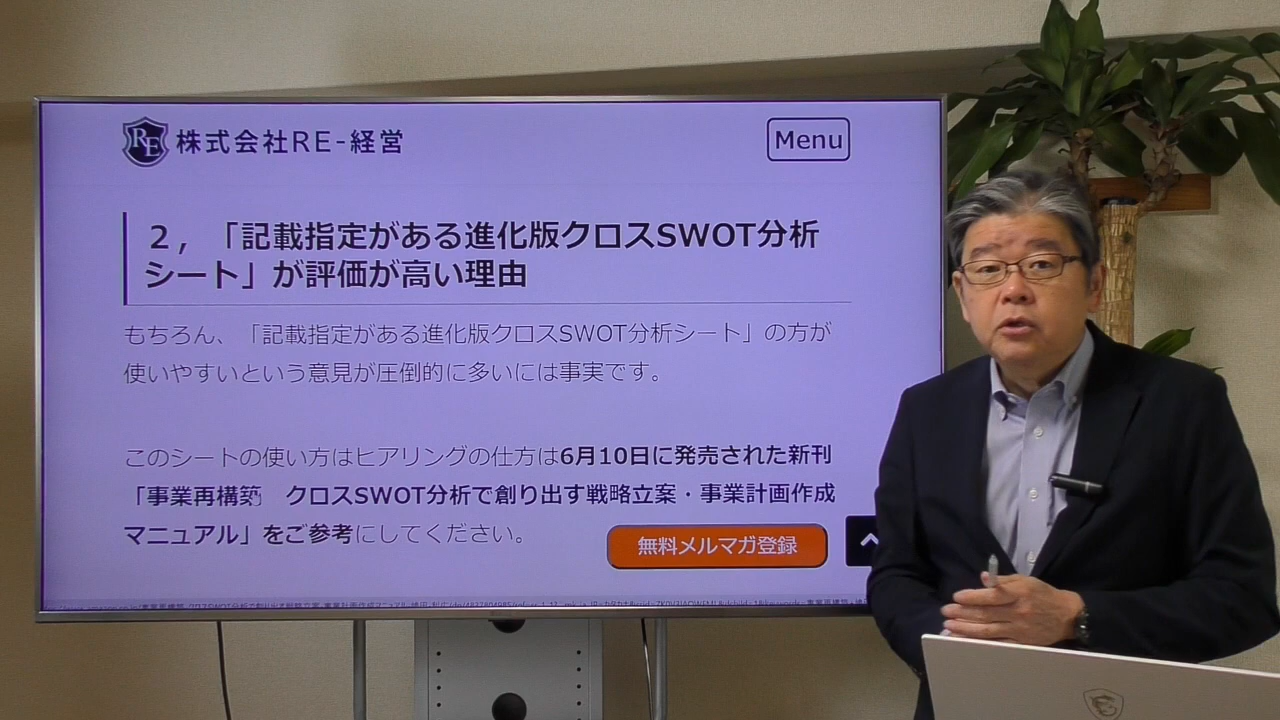 RE 株式会社RE-経営
Menu
２，「記載指定がある進化版クロスSWOT分析
シート」が評価が高い理由
もちろん、「記載指定がある進化版クロスSWOT分析シート」の方が
使いやすいという意見が圧倒的に多いには事実です。
このシートの使い方はヒアリングの仕方は6月10日に発売された新刊
「事業再構築　クロスSWOT分析で創り出す戦略立案・事業計画作成
マニュアル」をご参考にしてください。
無料メルマガ登録